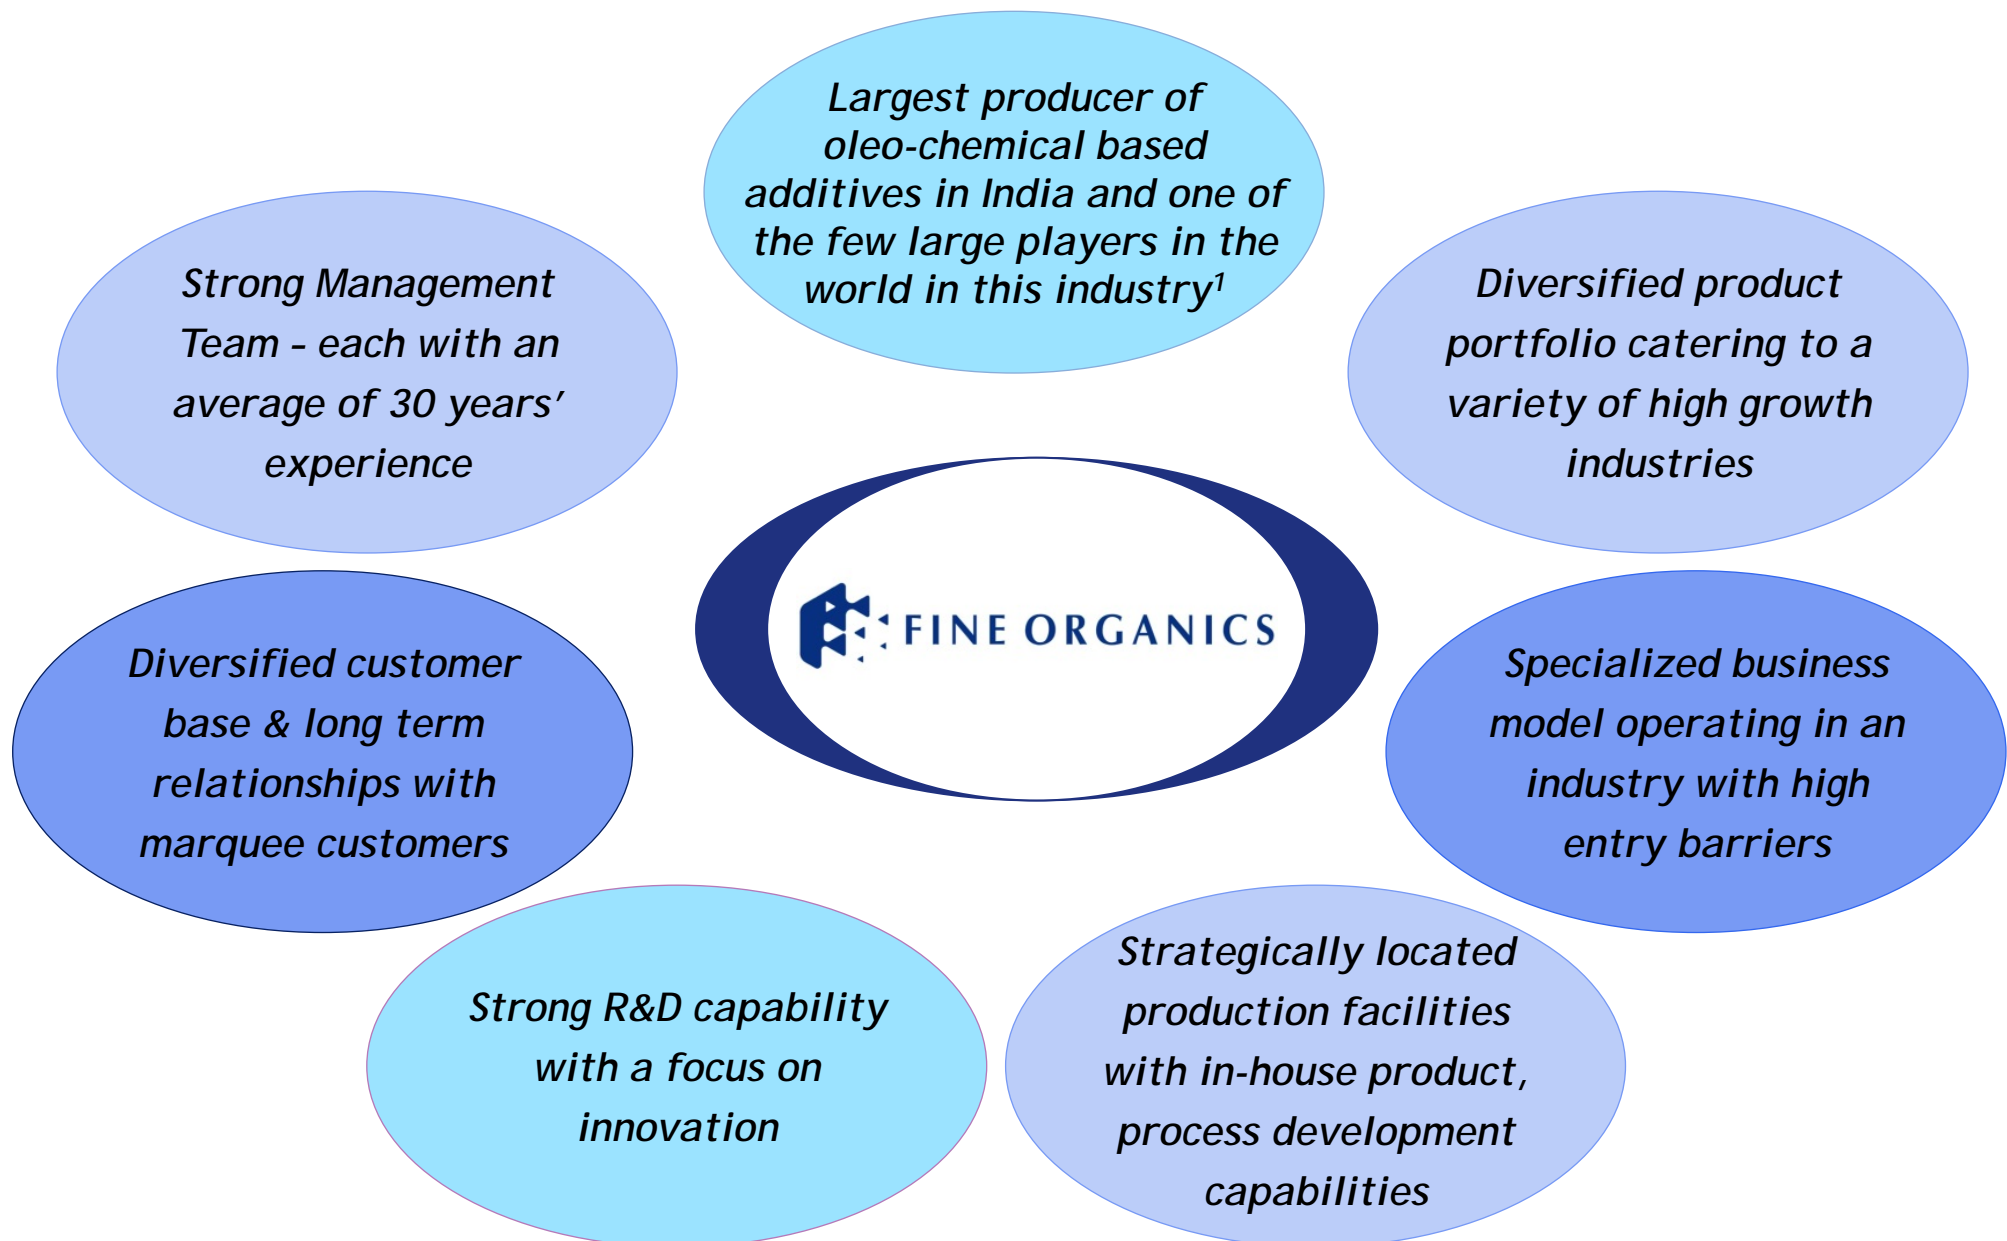 Largest producer of
oleo-chemical based
additives in India and one of
the few large players in the
world in this industry¹
Strong Management
Team – each with an
average of 30 years’
experience
Diversified product
portfolio catering to a
variety of high growth
industries
FINE ORGANICS
Diversified customer
base & long term
relationships with
marquee customers
Specialized business
model operating in an
industry with high
entry barriers
Strong R&D capability
with a focus on
innovation
Strategically located
production facilities
with in-house product,
process development
capabilities